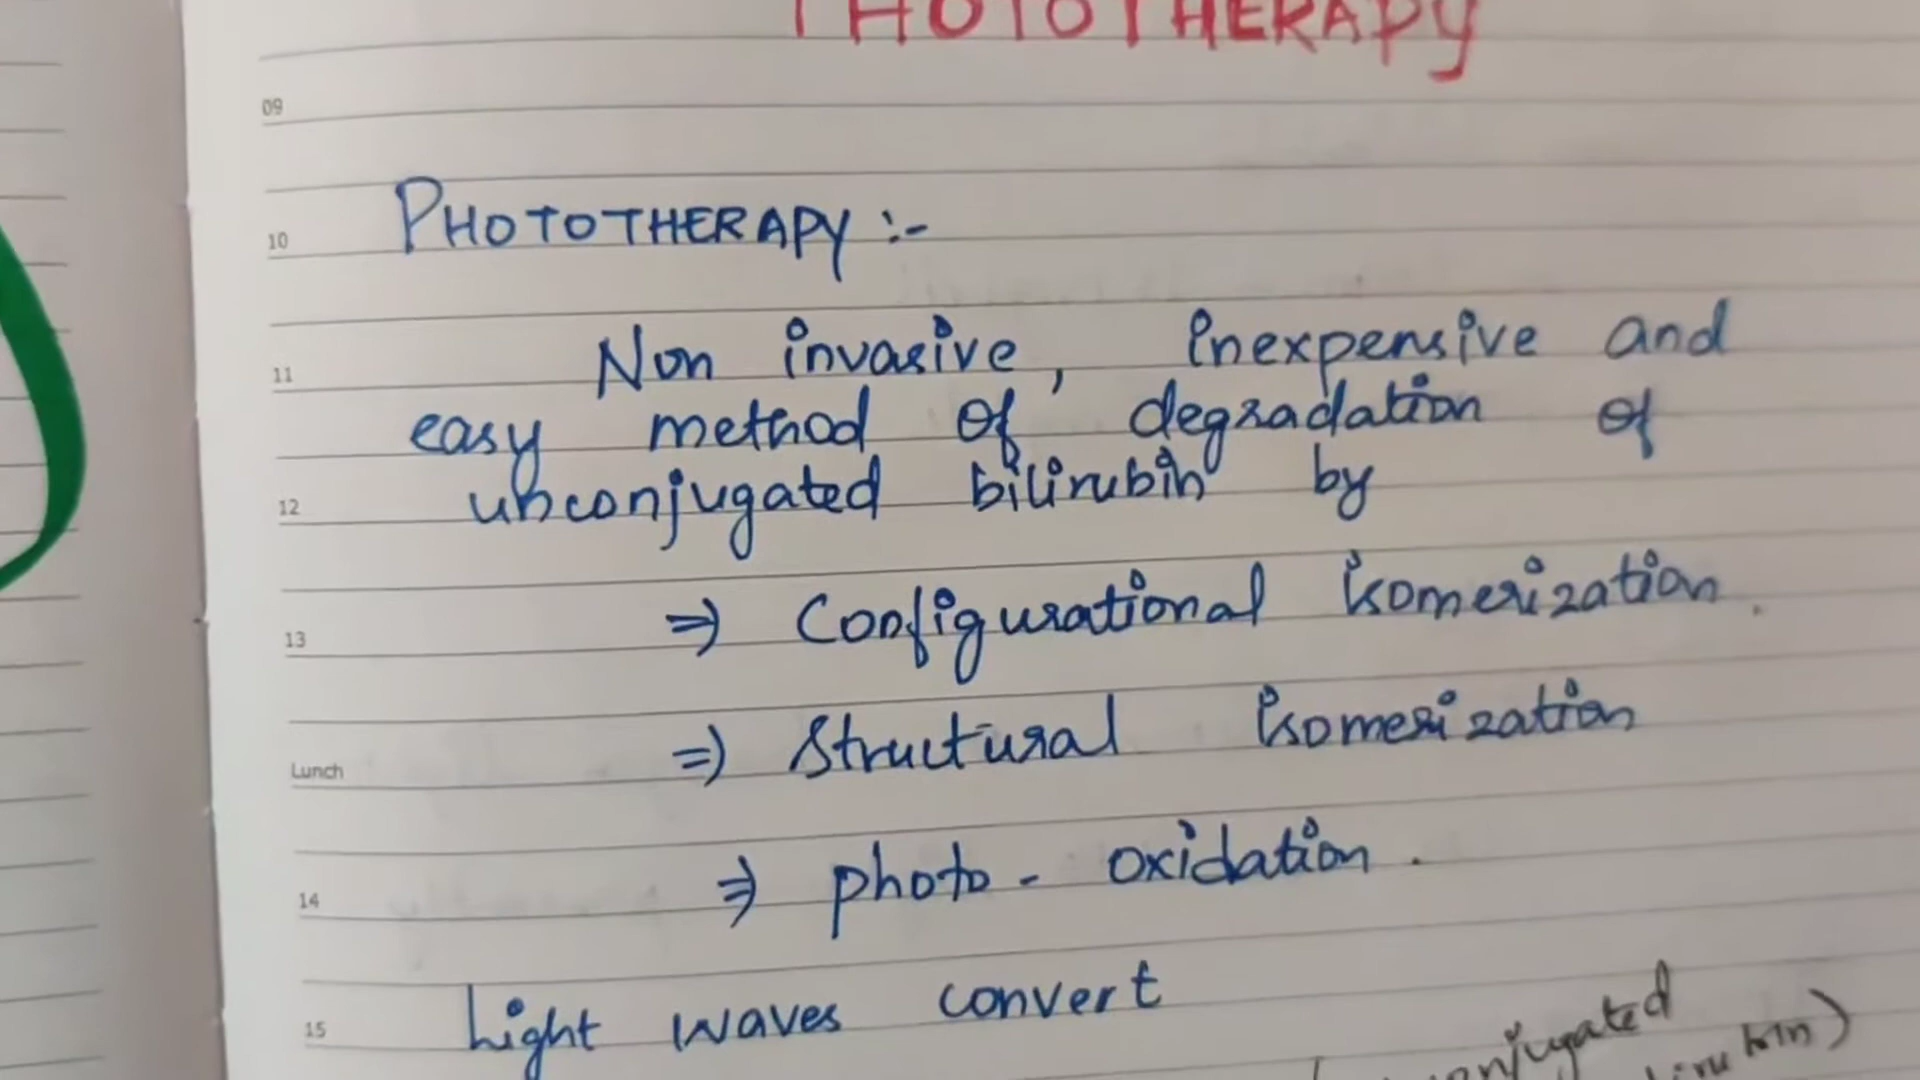 PHOTOTHERAPY
09
10 PHOTOTHERAPY :-
11 Non invasive, inexpensive and
easy method of degradation of
12 unconjugated bilirubin by
13 ⇒ Configurational isomerization.
Lunch ⇒ Structural isomerization
14 ⇒ photo - oxidation.
15 Light waves convert